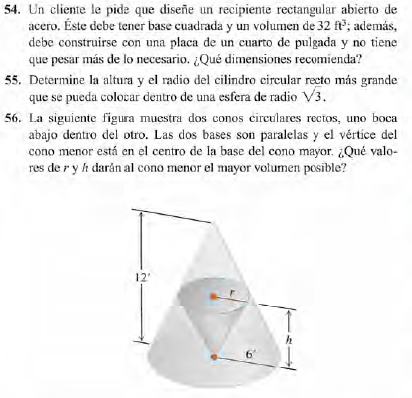 54. Un cliente le pide que diseñe un recipiente rectangular abierto de
acero. Éste debe tener base cuadrada y un volumen de 32 ft³; además,
debe construirse con una placa de un cuarto de pulgada y no tiene
que pesar más de lo necesario. ¿Qué dimensiones recomienda?
55. Determine la altura y el radio del cilindro circular recto más grande
que se pueda colocar dentro de una esfera de radio √3.
56. La siguiente figura muestra dos conos circulares rectos, uno boca
abajo dentro del otro. Las dos bases son paralelas y el vértice del
cono menor está en el centro de la base del cono mayor. ¿Qué valo-
res de r y h darán al cono menor el mayor volumen posible?
12'
r
h
6'